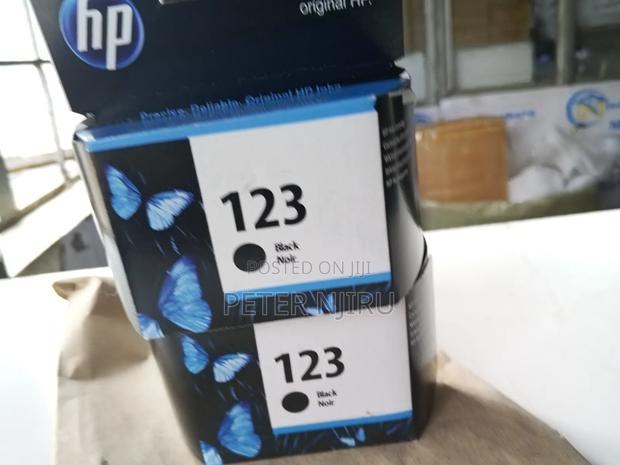 hp
original HP.
Precise. Reliable. Original HP Inks.
123
Black
Noir
POSTED ON JIJI
PETER NJIRU
123
Black
Noir